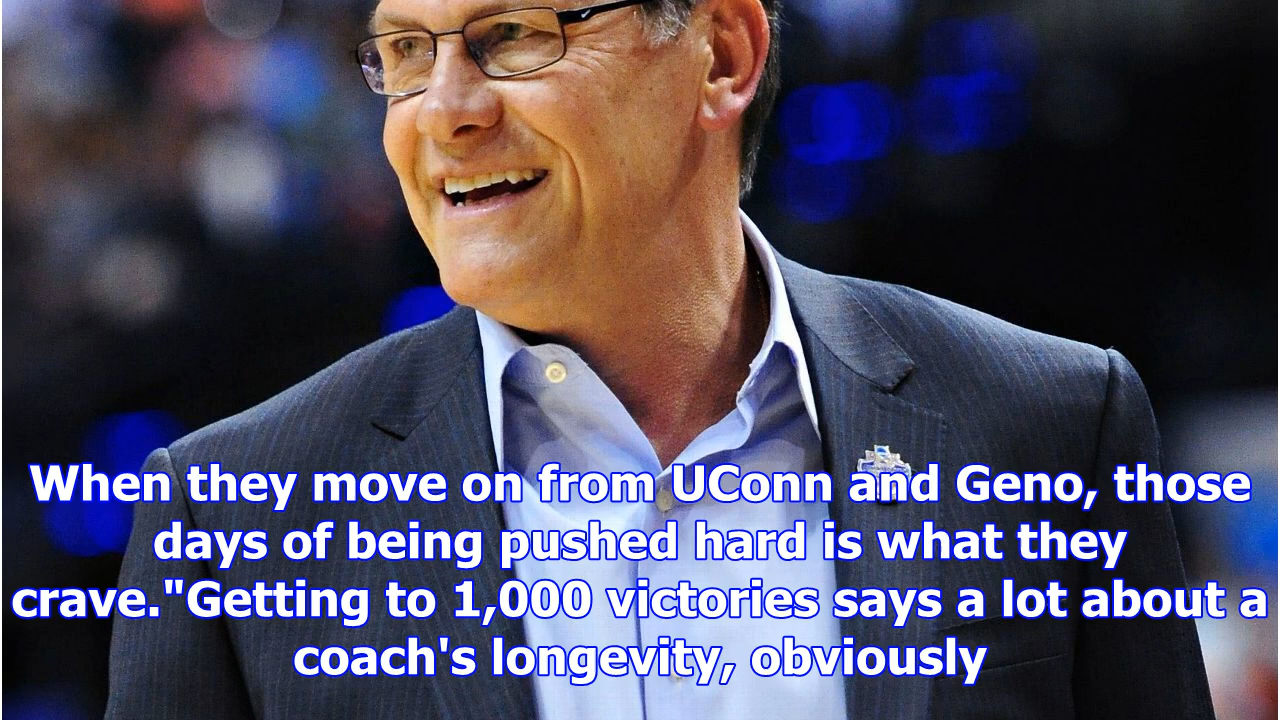 When they move on from UConn and Geno, those
days of being pushed hard is what they
crave."Getting to 1,000 victories says a lot about a
coach's longevity, obviously